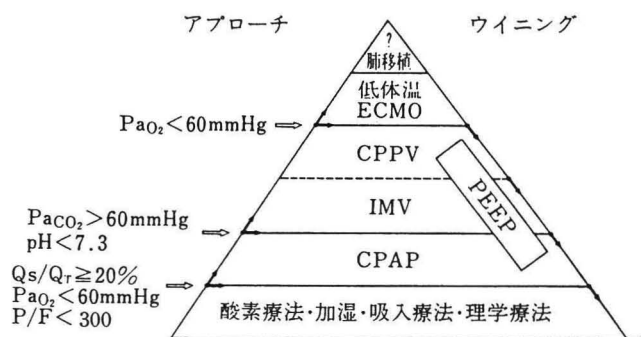 アプローチ
ウイニング
?
肺移植
低体温
ECMO
PaO₂<60mmHg
CPPV
PEEP
IMV
PaCO₂>60mmHg
pH<7.3
CPAP
Qs/QT≧20%
PaO₂<60mmHg
P/F<300
酸素療法·加湿·吸入療法·理学療法